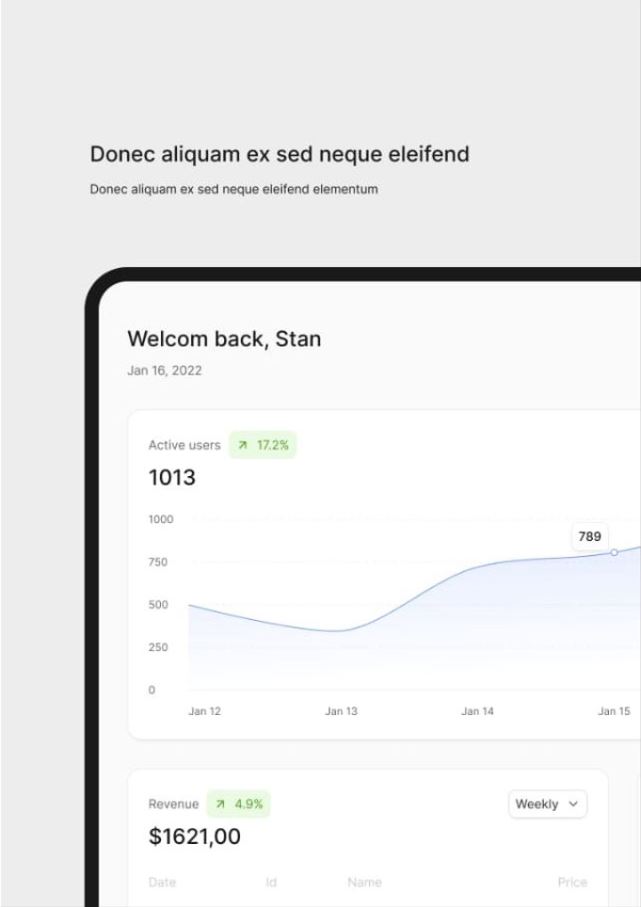 Donec aliquam ex sed neque eleifend
Donec aliquam ex sed neque eleifend elementum
Welcom back, Stan
Jan 16, 2022
Active users 17.2%
1013
1000
789
750
500
250
0
Jan 12 Jan 13 Jan 14 Jan 15
Revenue 4.9% Weekly
$1621,00
Date Id Name Price